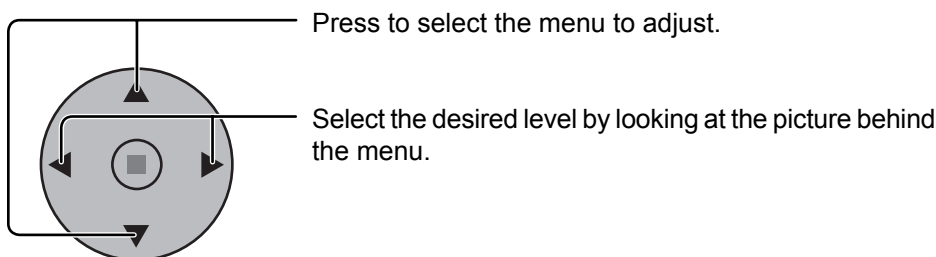 Press to select the menu to adjust.
Select the desired level by looking at the picture behind
the menu.